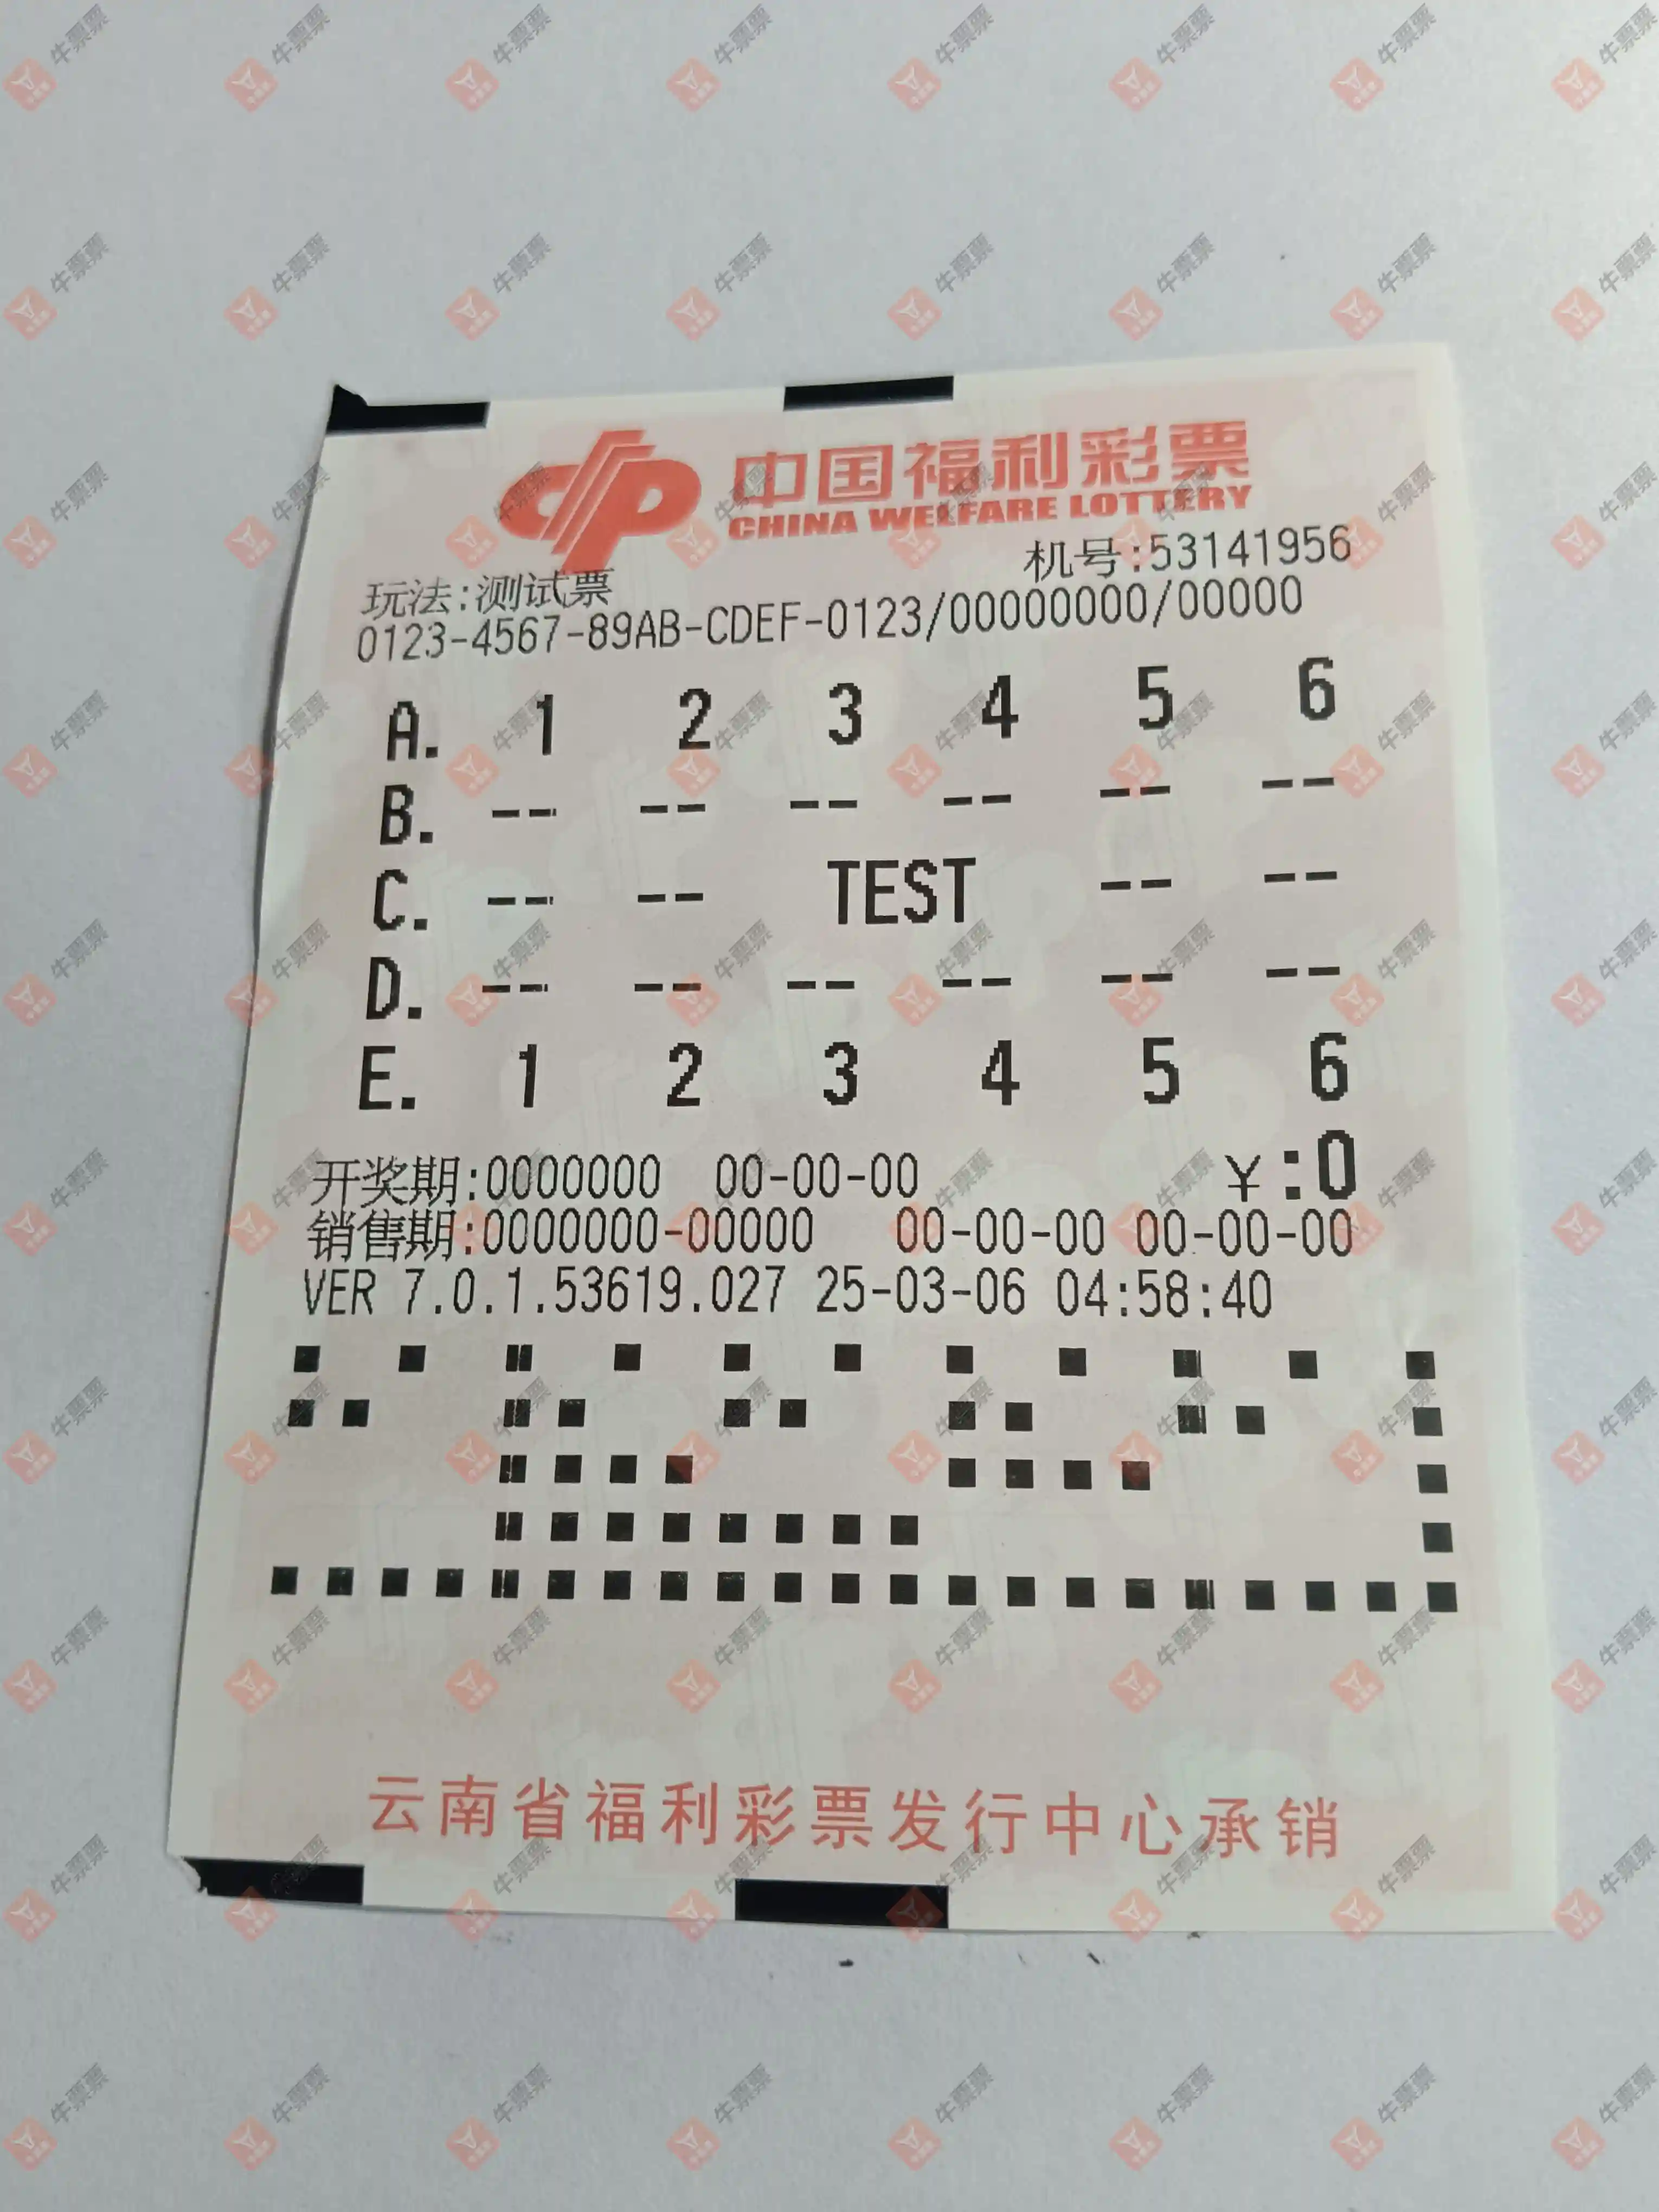 中国福利彩票
CHINA WELFARE LOTTERY
机号:53141956
玩法:测试票
0123-4567-89AB-CDEF-0123/00000000/00000
A. 1 2 3 4 5 6
B. -- -- -- -- -- --
C. -- -- TEST -- --
D. -- -- -- -- -- --
E. 1 2 3 4 5 6
开奖期:0000000 00-00-00 ¥:0
销售期:0000000-00000 00-00-00 00-00-00
VER 7.0.1.53619.027 25-03-06 04:58:40
云南省福利彩票发行中心承销
牛票票